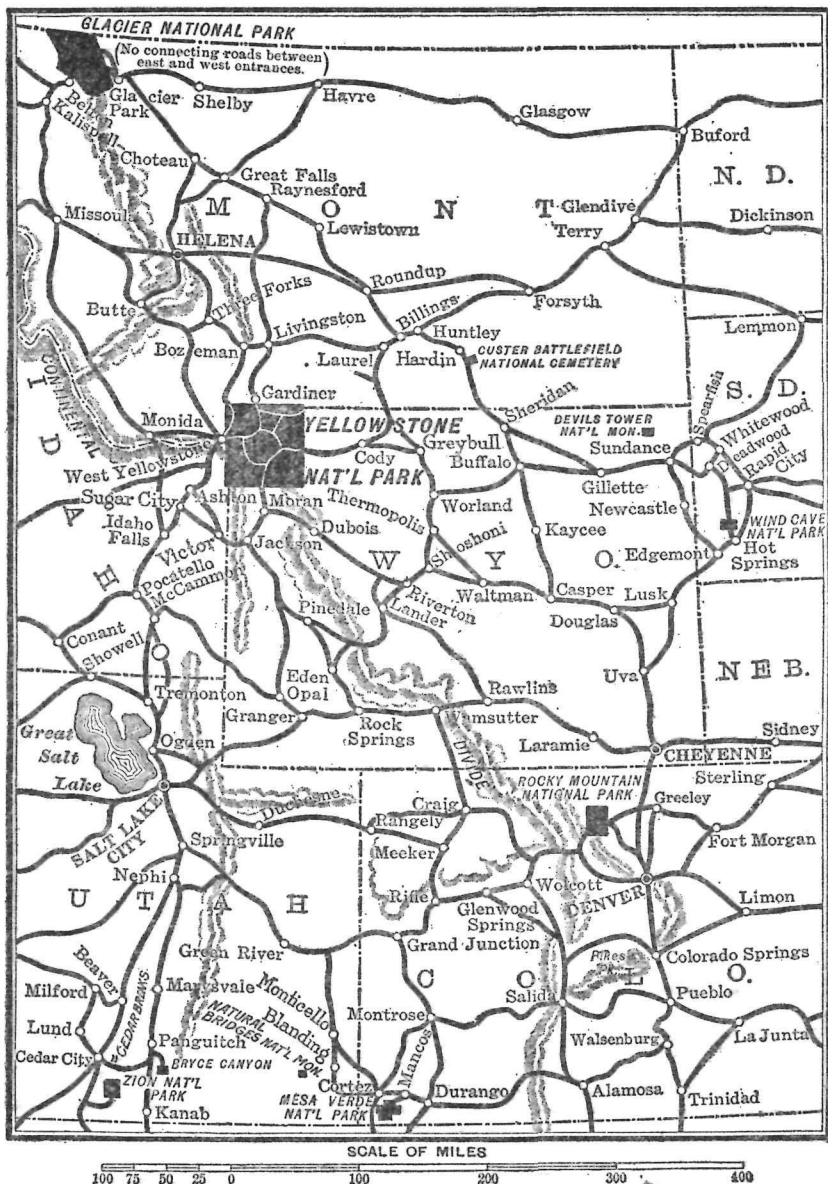 GLACIER NATIONAL PARK
(No connecting roads between
east and west entrances.)
Glacier
Park
Belton
Kalispell
Shelby
Havre
Glasgow
Buford
Choteau
Great Falls
Raynesford
N. D.
M O N T
Glendive
Dickinson
Missoula
Lewistown
Terry
HELENA
Roundup
Forsyth
Butte
Three Forks
Billings
Livingston
Huntley
Lemmon
Bozeman
Laurel
Hardin
CUSTER BATTLEFIELD
NATIONAL CEMETERY
CONTINENTAL
Gardiner
S. D.
Spearfish
Sheridan
DEVILS TOWER
NAT'L MON.
Whitewood
Deadwood
Monida
YELLOWSTONE
NAT'L PARK
Cody
Greybull
Sundance
Rapid
City
West Yellowstone
Buffalo
Gillette
Sugar City
Ashton
Moran
Thermopolis
Worland
Newcastle
WIND CAVE
NAT'L PARK
Idaho
Falls
Dubois
Kaycee
Victor
Jackson
Shoshoni
W Y O.
Edgemont
Hot
Springs
I D A H O
Pocatello
McCammon
Riverton
Waltman
Casper
Lusk
Pinedale
Lander
Douglas
Conant
Showell
Eden
Opal
Uva
NEB.
Tremonton
Rawlins
Granger
Rock
Springs
Wamsutter
Great
Salt
Lake
Ogden
Laramie
Sidney
CHEYENNE
DIVIDE
ROCKY MOUNTAIN
NATIONAL PARK
Sterling
SALT LAKE
CITY
Duchesne
Craig
Greeley
Rangely
Springville
Meeker
Fort Morgan
Nephi
Rifle
Wolcott
DENVER
U T A H
Glenwood
Springs
Limon
Green River
Grand Junction
Colorado Springs
Beaver
CEDAR BRKS.
Marysvale
Monticello
C O L O.
Pikes
Pk.
Milford
NATURAL
BRIDGES NAT'L MON.
Blanding
Montrose
Salida
Pueblo
Lund
Panguitch
Mancos
Walsenburg
La Junta
Cedar City
BRYCE CANYON
ZION NAT'L
PARK
Cortez
MESA VERDE
NAT'L PARK
Durango
Alamosa
Trinidad
Kanab
SCALE OF MILES
100 75 50 25 0 100 200 300 400